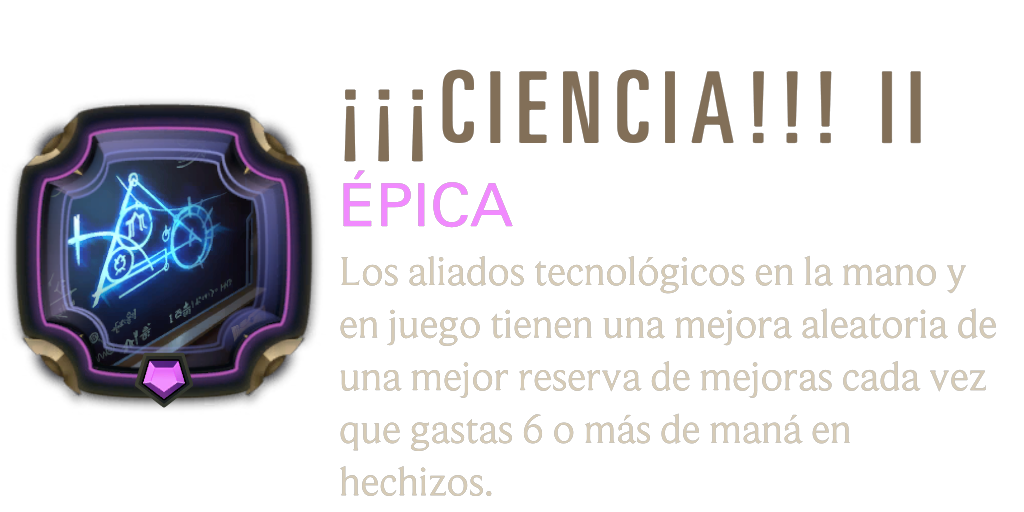 ¡¡¡CIENCIA!!! II
ÉPICA
Los aliados tecnológicos en la mano y
en juego tienen una mejora aleatoria de
una mejor reserva de mejoras cada vez
que gastas 6 o más de maná en
hechizos.